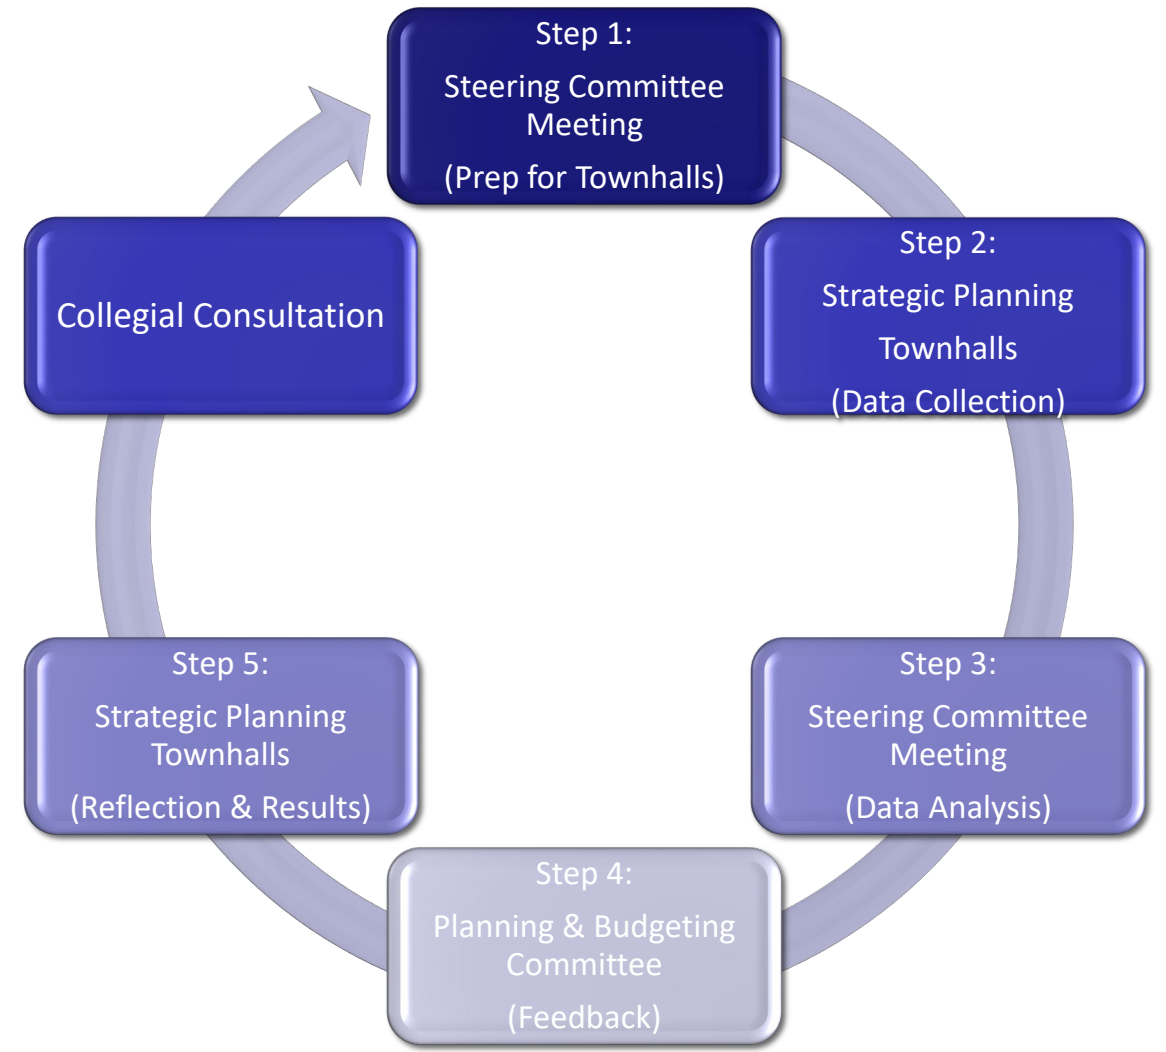 Step 1:
Steering Committee
Meeting
(Prep for Townhalls)
Step 2:
Strategic Planning
Townhalls
(Data Collection)
Step 3:
Steering Committee
Meeting
(Data Analysis)
Step 4:
Planning & Budgeting
Committee
(Feedback)
Step 5:
Strategic Planning
Townhalls
(Reflection & Results)
Collegial Consultation